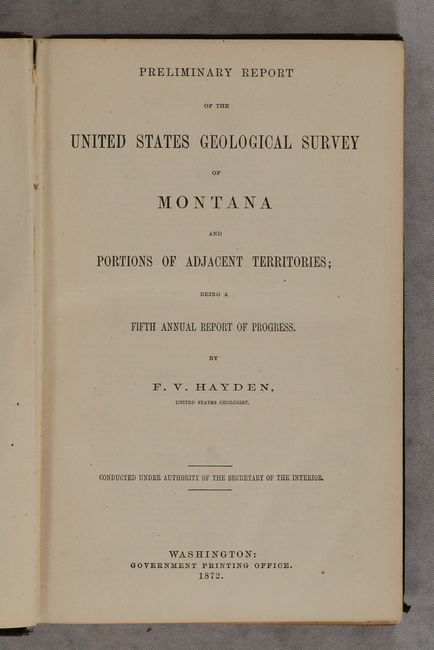 PRELIMINARY REPORT
OF THE
UNITED STATES GEOLOGICAL SURVEY
OF
MONTANA
AND
PORTIONS OF ADJACENT TERRITORIES;
BEING A
FIFTH ANNUAL REPORT OF PROGRESS.
BY
F. V. HAYDEN,
UNITED STATES GEOLOGIST.
CONDUCTED UNDER AUTHORITY OF THE SECRETARY OF THE INTERIOR.
WASHINGTON:
GOVERNMENT PRINTING OFFICE.
1872.